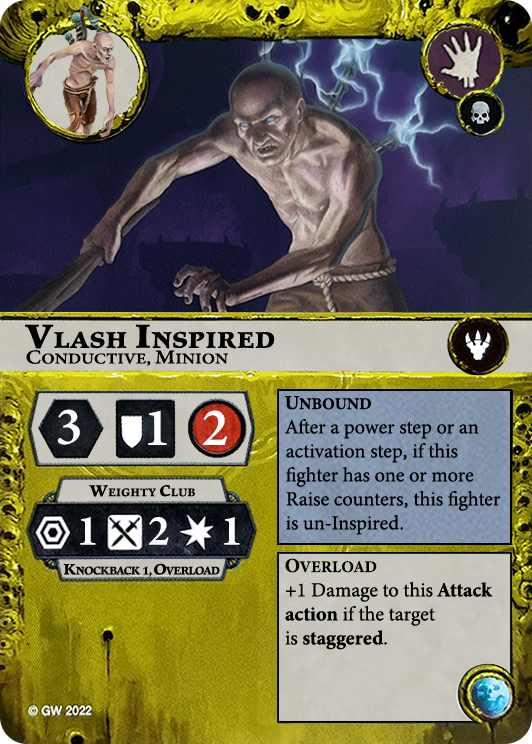 VLASH INSPIRED
CONDUCTIVE, MINION
3 1 2
WEIGHTY CLUB
1 2 1
KNOCKBACK 1, OVERLOAD
UNBOUND
After a power step or an
activation step, if this
fighter has one or more
Raise counters, this fighter
is un-Inspired.
OVERLOAD
+1 Damage to this Attack
action if the target
is staggered.
© GW 2022